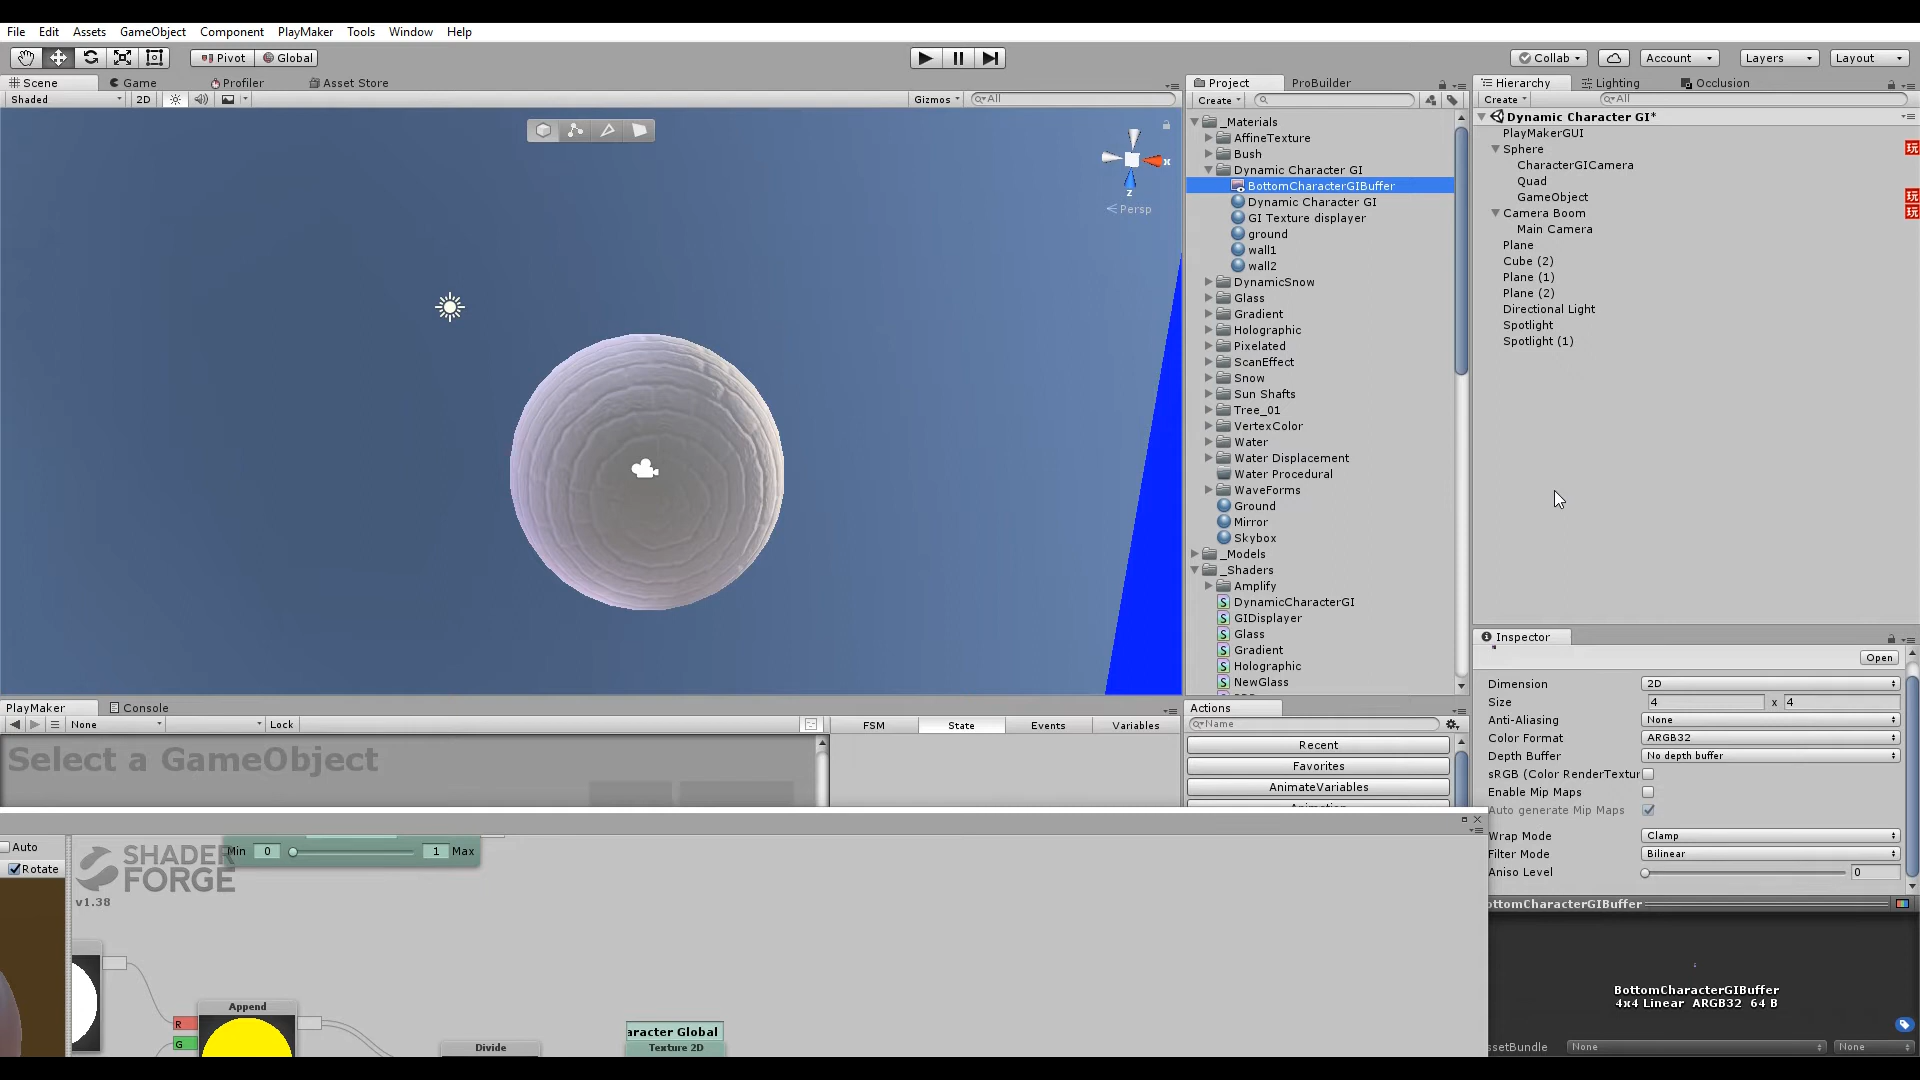 File Edit Assets GameObject Component PlayMaker Tools Window Help
Pivot Global Collab Account Layers Layout
Scene Game Profiler Asset Store
Shaded 2D Gizmos All
x
z
Persp
Project ProBuilder
Create
_Materials
AffineTexture
Bush
Dynamic Character GI
BottomCharacterGIBuffer
Dynamic Character GI
GI Texture displayer
ground
wall1
wall2
DynamicSnow
Glass
Gradient
Holographic
Pixelated
ScanEffect
Snow
Sun Shafts
Tree_01
VertexColor
Water
Water Displacement
Water Procedural
WaveForms
Ground
Mirror
Skybox
_Models
_Shaders
Amplify
DynamicCharacterGI
GIDisplayer
Glass
Gradient
Holographic
NewGlass
Hierarchy Lighting Occlusion
Create All
Dynamic Character GI*
PlayMakerGUI
Sphere
玩
CharacterGICamera
Quad
GameObject
玩
Camera Boom
玩
Main Camera
Plane
Cube (2)
Plane (1)
Plane (2)
Directional Light
Spotlight
Spotlight (1)
Inspector
Open
Dimension 2D
Size 4 x 4
Anti-Aliasing None
Color Format ARGB32
Depth Buffer No depth buffer
sRGB (Color RenderTextur
Enable Mip Maps
Auto generate Mip Maps
Wrap Mode Clamp
Filter Mode Bilinear
Aniso Level 0
ottomCharacterGIBuffer
BottomCharacterGIBuffer
4x4 Linear ARGB32 64 B
ssetBundle None None
PlayMaker Console
None Lock
FSM State Events Variables
Select a GameObject
Actions
Name
Recent
Favorites
AnimateVariables
Auto
Rotate
SHADER
FORGE
v1.38
Min 0 1 Max
Append
R
G
Divide
aracter Global
Texture 2D